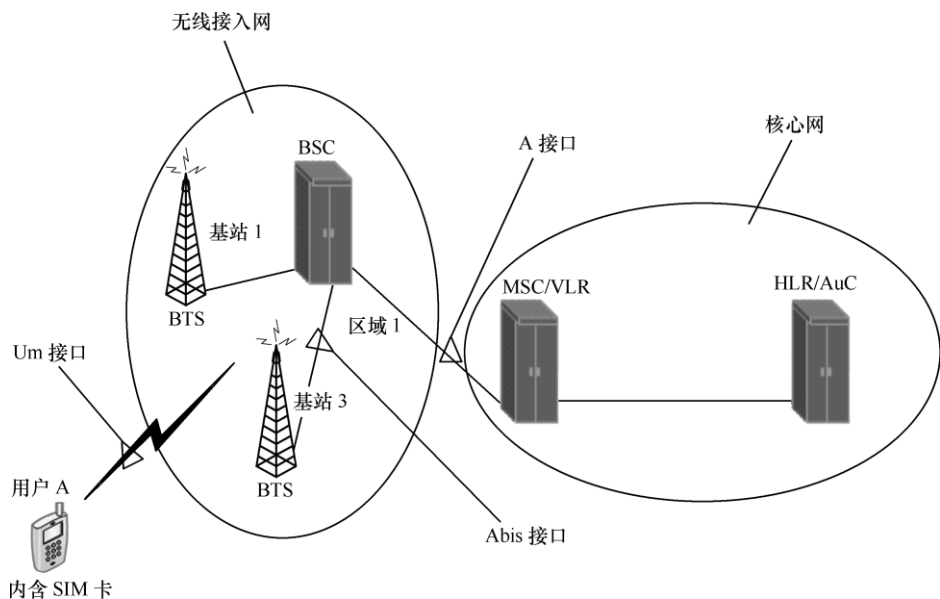 无线接入网
BSC
A 接口
核心网
基站 1
BTS
MSC/VLR
HLR/AuC
区域 1
Um 接口
基站 3
BTS
用户 A
Abis 接口
内含 SIM 卡